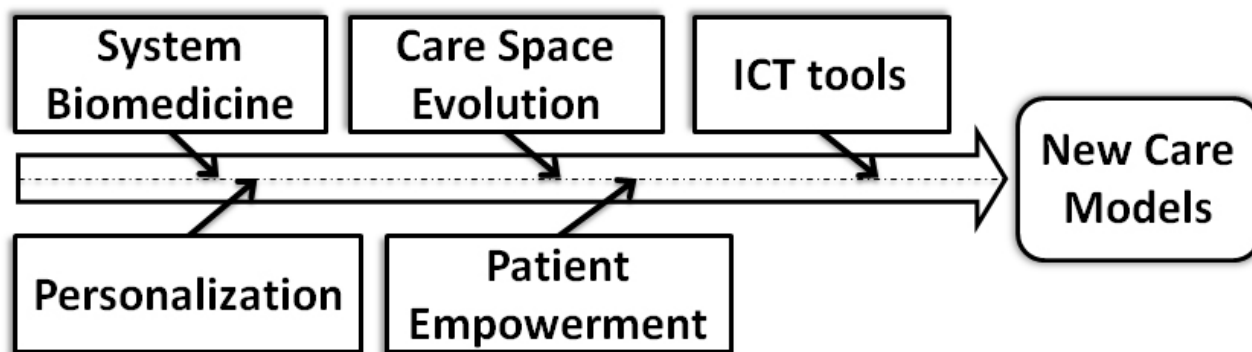 System
Biomedicine
Care Space
Evolution
ICT tools
New Care
Models
Personalization
Patient
Empowerment